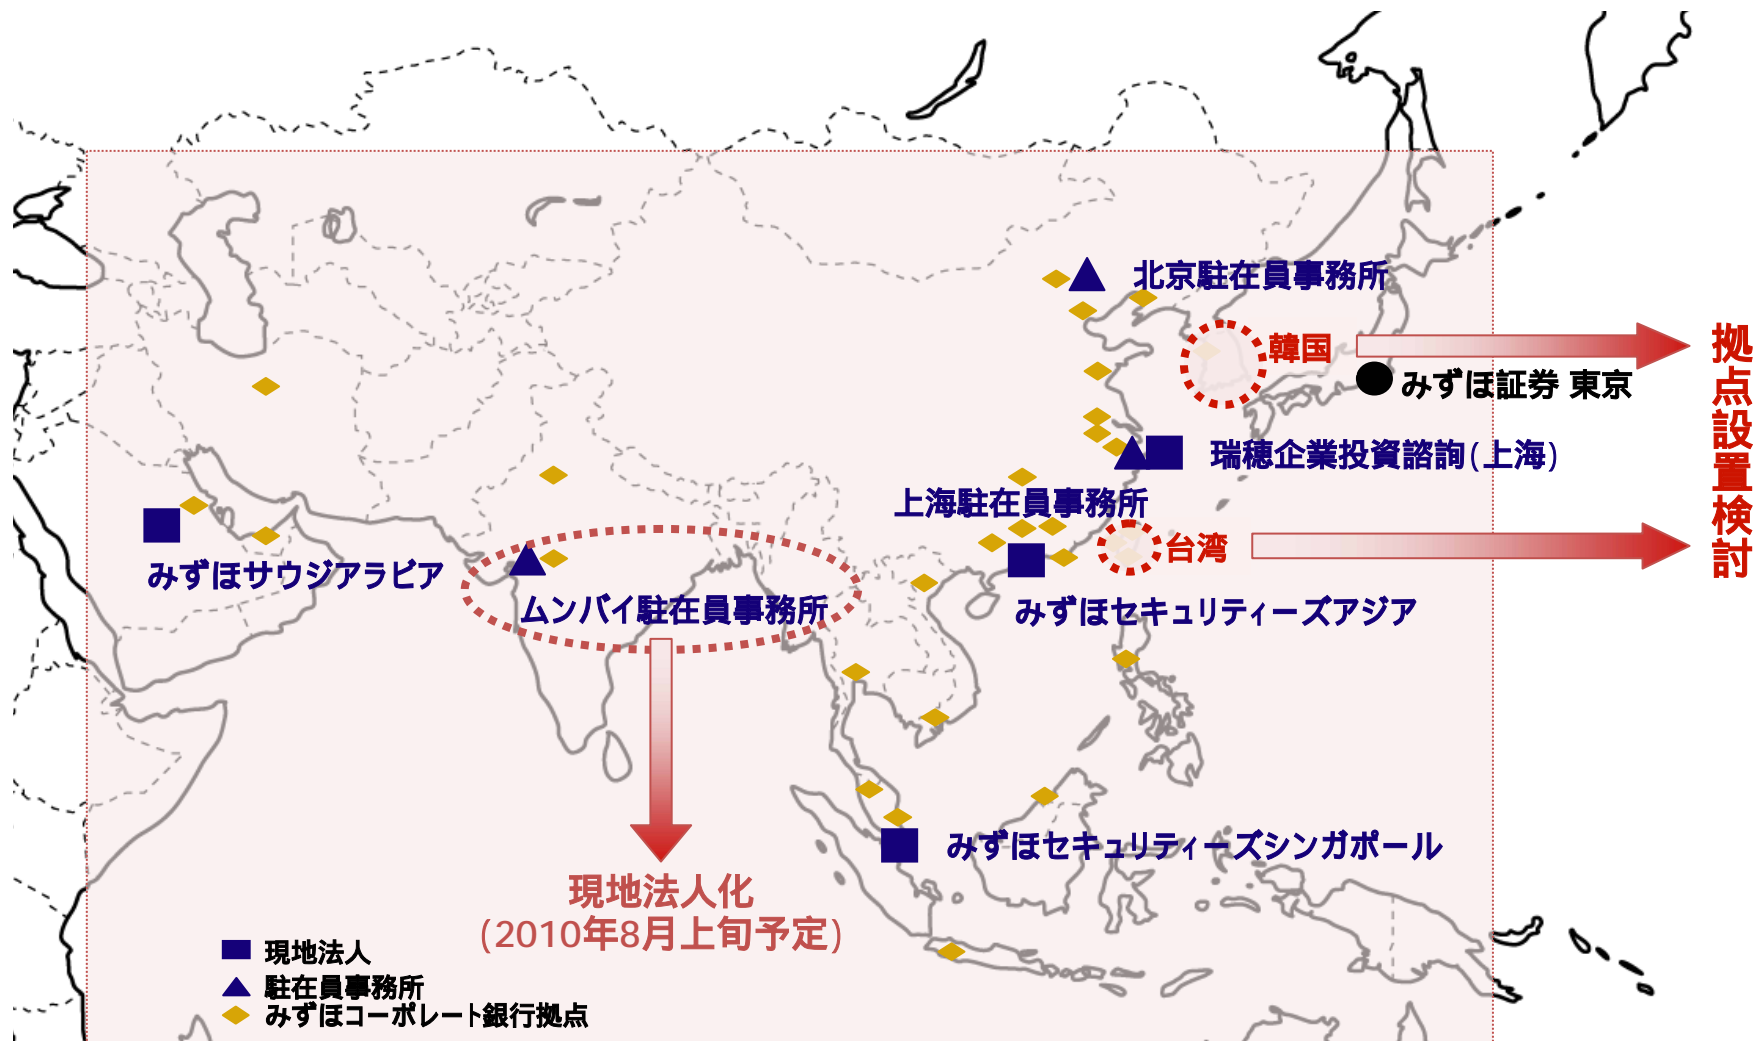 北京駐在員事務所
韓国
みずほ証券 東京
拠点設置検討
瑞穂企業投資諮詢(上海)
上海駐在員事務所
台湾
みずほサウジアラビア
ムンバイ駐在員事務所
みずほセキュリティーズアジア
みずほセキュリティーズシンガポール
現地法人化
(2010年8月上旬予定)
現地法人
駐在員事務所
みずほコーポレート銀行拠点